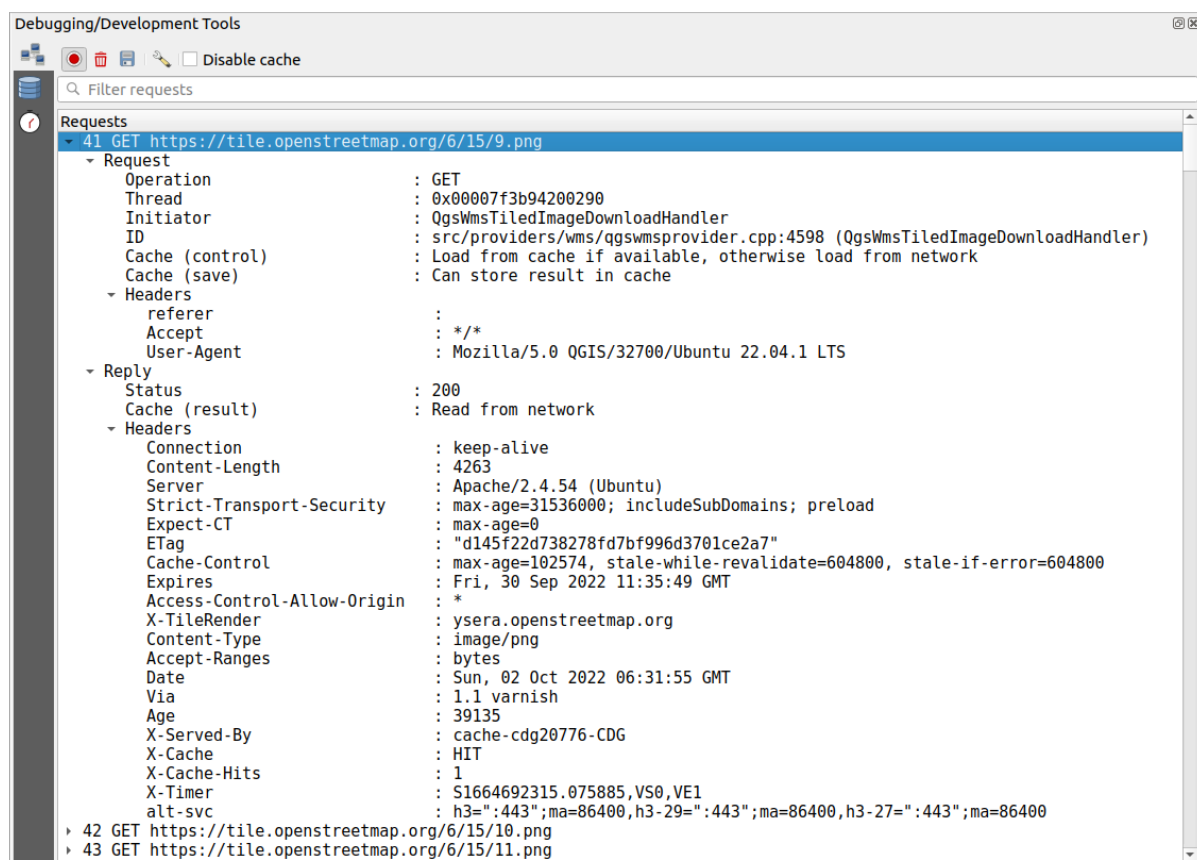 Debugging/Development Tools
Disable cache
Filter requests
Requests
41 GET https://tile.openstreetmap.org/6/15/9.png
Request
Operation : GET
Thread : 0x00007f3b94200290
Initiator : QgsWmsTiledImageDownloadHandler
ID : src/providers/wms/qgswmsprovider.cpp:4598 (QgsWmsTiledImageDownloadHandler)
Cache (control) : Load from cache if available, otherwise load from network
Cache (save) : Can store result in cache
Headers
referer :
Accept : */*
User-Agent : Mozilla/5.0 QGIS/32700/Ubuntu 22.04.1 LTS
Reply
Status : 200
Cache (result) : Read from network
Headers
Connection : keep-alive
Content-Length : 4263
Server : Apache/2.4.54 (Ubuntu)
Strict-Transport-Security : max-age=31536000; includeSubDomains; preload
Expect-CT : max-age=0
ETag : "d145f22d738278fd7bf996d3701ce2a7"
Cache-Control : max-age=102574, stale-while-revalidate=604800, stale-if-error=604800
Expires : Fri, 30 Sep 2022 11:35:49 GMT
Access-Control-Allow-Origin : *
X-TileRender : ysera.openstreetmap.org
Content-Type : image/png
Accept-Ranges : bytes
Date : Sun, 02 Oct 2022 06:31:55 GMT
Via : 1.1 varnish
Age : 39135
X-Served-By : cache-cdg20776-CDG
X-Cache : HIT
X-Cache-Hits : 1
X-Timer : S1664692315.075885,VS0,VE1
alt-svc : h3=":443";ma=86400,h3-29=":443";ma=86400,h3-27=":443";ma=86400
42 GET https://tile.openstreetmap.org/6/15/10.png
43 GET https://tile.openstreetmap.org/6/15/11.png